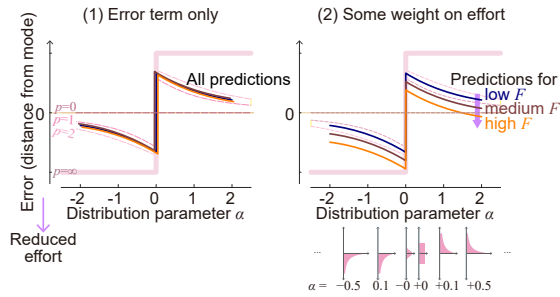 (1) Error term only
(2) Some weight on effort
Error (distance from mode)
0
p=0
p=1
p=2
p=∞
All predictions
-2 -1 0 1 2
Distribution parameter α
Reduced
effort
0
Predictions for
low F
medium F
high F
-2 -1 0 1 2
Distribution parameter α
... ...
α = −0.5 0.1 −0 +0 +0.1 +0.5